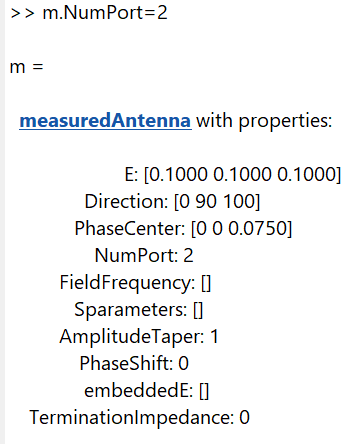 >> m.NumPort=2
m =
measuredAntenna with properties:
E: [0.1000 0.1000 0.1000]
Direction: [0 90 100]
PhaseCenter: [0 0 0.0750]
NumPort: 2
FieldFrequency: []
Sparameters: []
AmplitudeTaper: 1
PhaseShift: 0
embeddedE: []
TerminationImpedance: 0